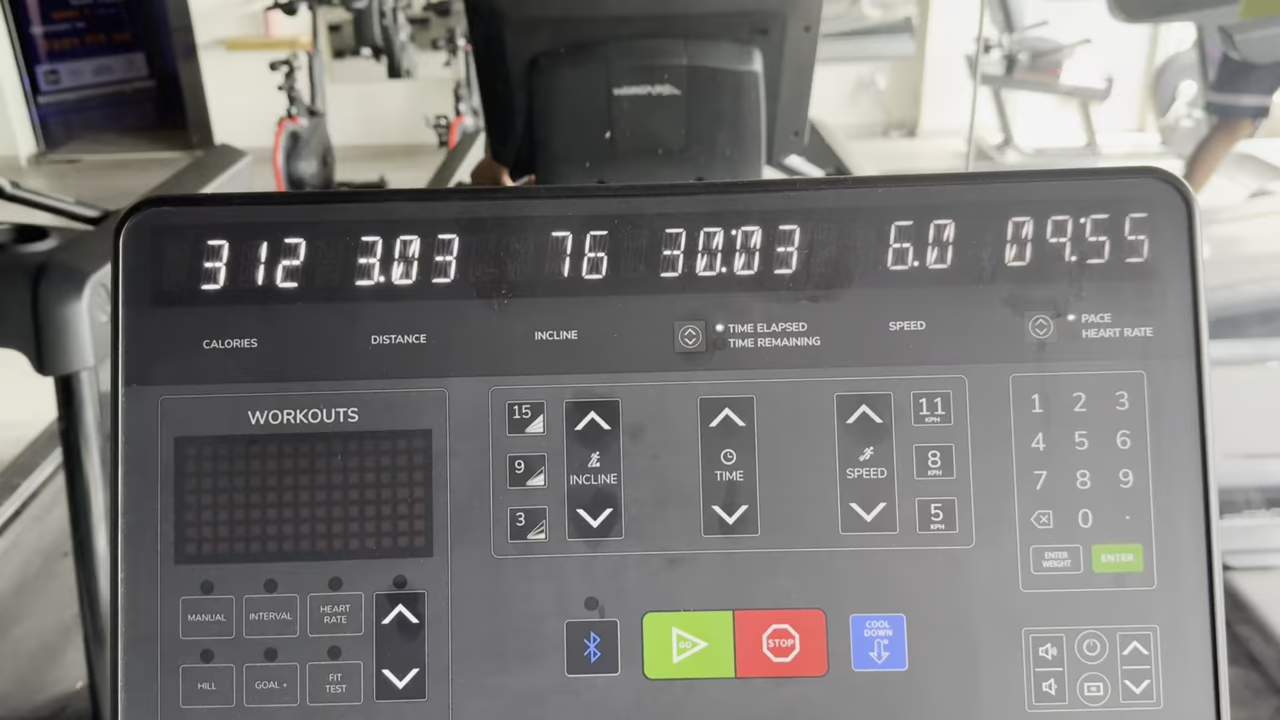 312 3.03 76 30:03 6.0 09:55
CALORIES DISTANCE INCLINE TIME ELAPSED SPEED PACE
TIME REMAINING HEART RATE
WORKOUTS
15
9
3
INCLINE
TIME
SPEED
11
KPH
8
KPH
5
KPH
1 2 3
4 5 6
7 8 9
0 .
ENTER
WEIGHT
ENTER
MANUAL
INTERVAL
HEART
RATE
HILL
GOAL +
FIT
TEST
GO
STOP
COOL
DOWN